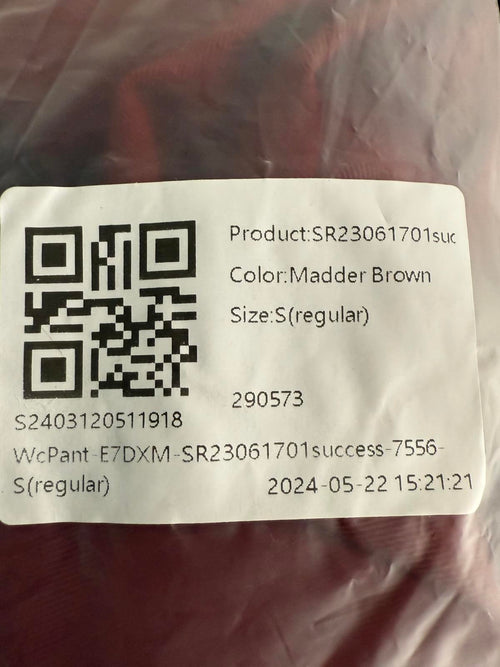 Product:SR23061701suc
Color:Madder Brown
Size:S(regular)
290573
S2403120511918
WcPant-E7DXM-SR23061701success-7556-
S(regular)
2024-05-22 15:21:21